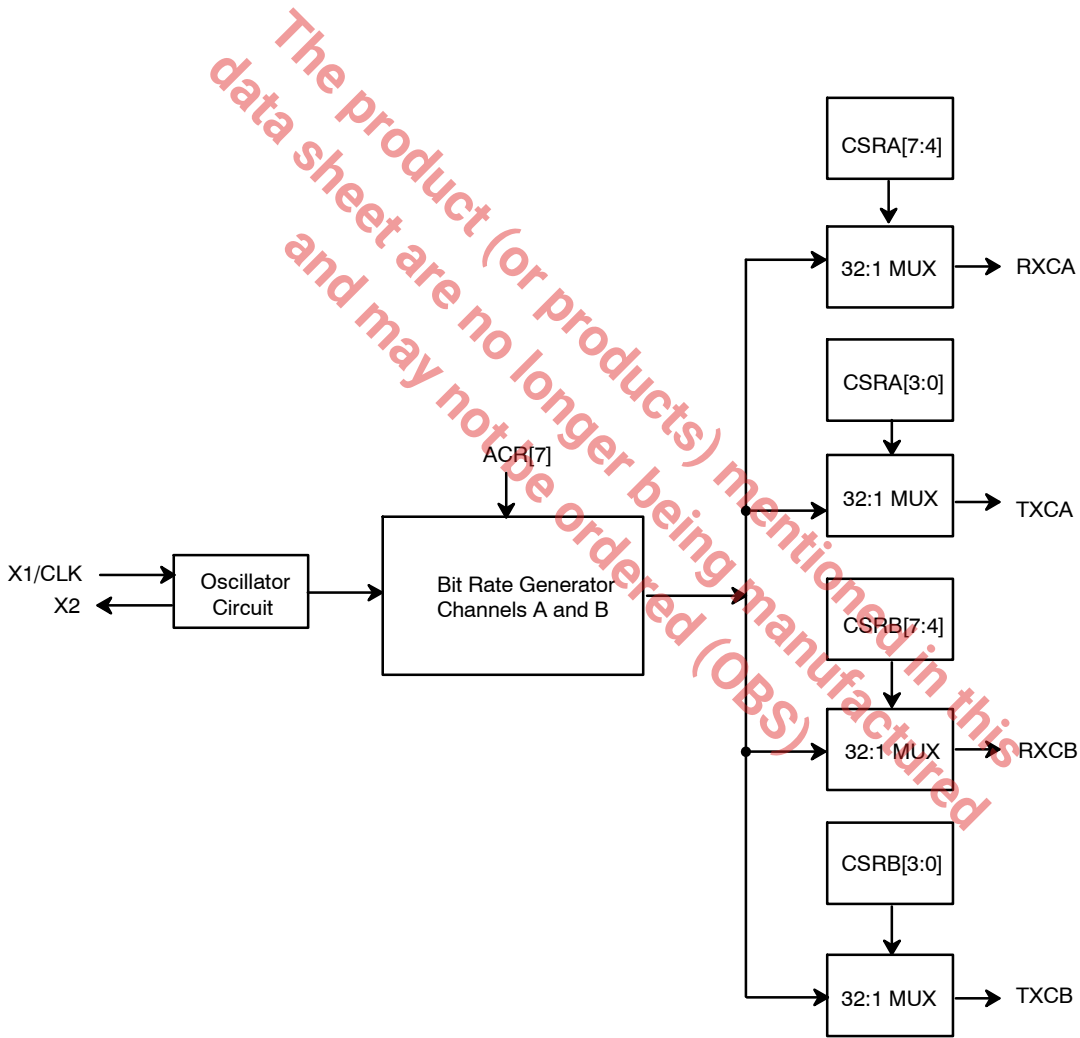 The product (or products) mentioned in this
data sheet are no longer being manufactured
and may not be ordered (OBS)
CSRA[7:4]
32:1 MUX
RXCA
CSRA[3:0]
ACR[7]
32:1 MUX
TXCA
X1/CLK
X2
Oscillator
Circuit
Bit Rate Generator
Channels A and B
CSRB[7:4]
32:1 MUX
RXCB
CSRB[3:0]
32:1 MUX
TXCB